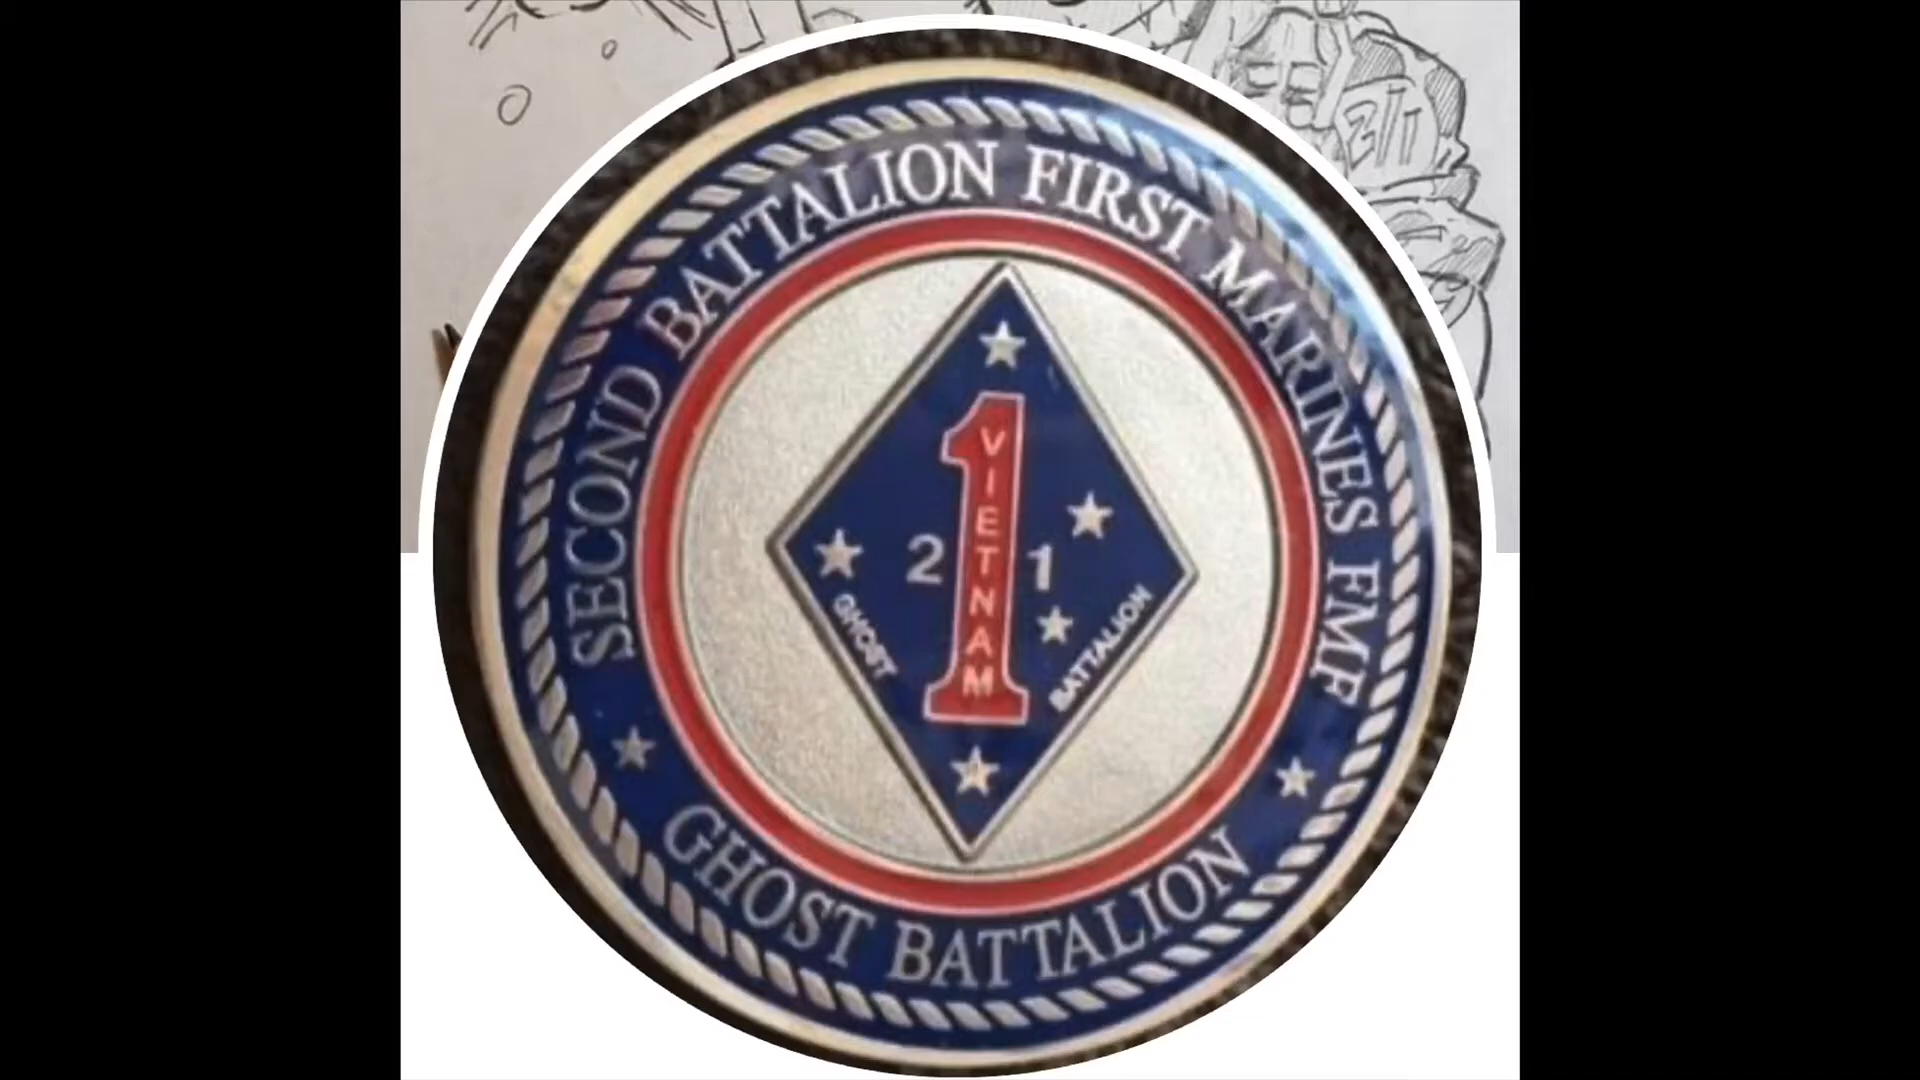 SECOND BATTALION FIRST MARINES FMF
VIETNAM
2 1 1
GHOST BATTALION
GHOST BATTALION